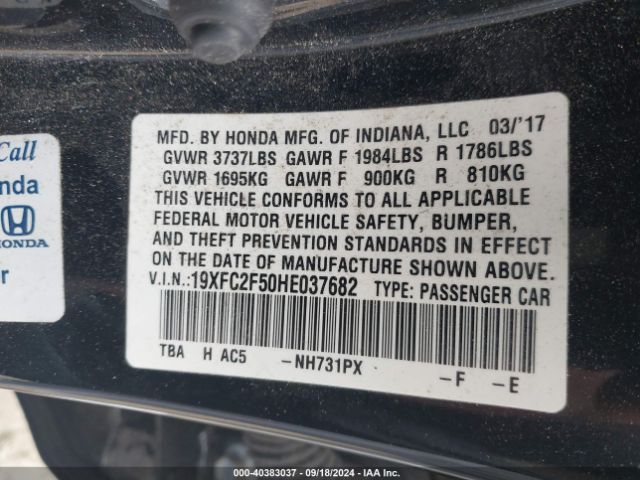 MFD. BY HONDA MFG. OF INDIANA, LLC 03/'17
GVWR 3737LBS GAWR F 1984LBS R 1786LBS
GVWR 1695KG GAWR F 900KG R 810KG
THIS VEHICLE CONFORMS TO ALL APPLICABLE
FEDERAL MOTOR VEHICLE SAFETY, BUMPER,
AND THEFT PREVENTION STANDARDS IN EFFECT
ON THE DATE OF MANUFACTURE SHOWN ABOVE.
V.I.N.:19XFC2F50HE037682 TYPE: PASSENGER CAR
TBA H AC5 -NH731PX -F -E
Call
nda
HONDA
r
000-40383037 - 09/18/2024 - IAA Inc.